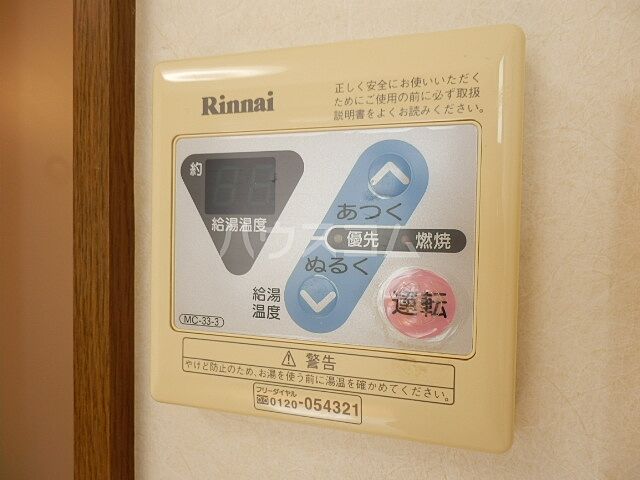 Rinnai
正しく安全にお使いいただく
ためにご使用の前に必ず取扱
説明書をよくお読みください。
約
給湯温度
あつく
優先 燃焼
ぬるく
給湯
温度
運転
MC-33-3
ハウスコム
警告
やけど防止のため、お湯を使う前に湯温を確かめてください。
フリーダイヤル
0120-054321